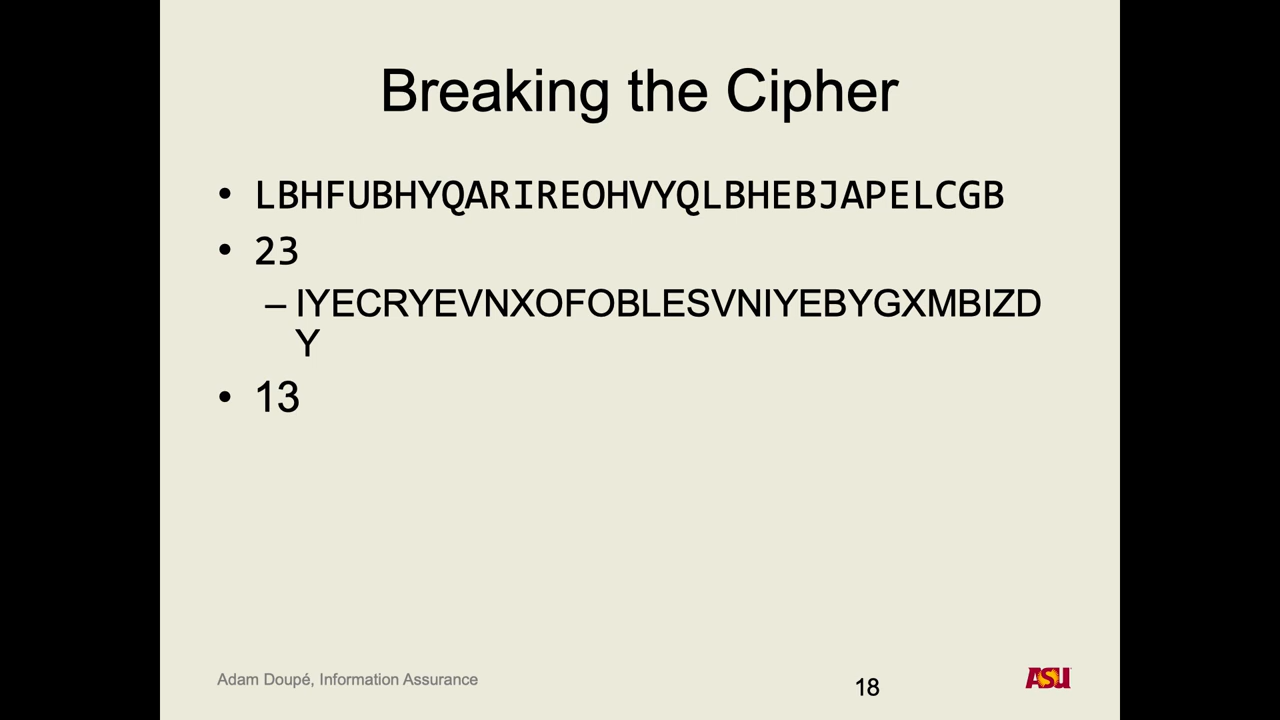 Breaking the Cipher
• LBHFUBHYQARIREOHVYQLBHEBJAPELCGB
• 23
– IYECRYEVNXOFOBLESVNIYEBYGXMBIZD
Y
• 13
Adam Doupé, Information Assurance
18
ASU